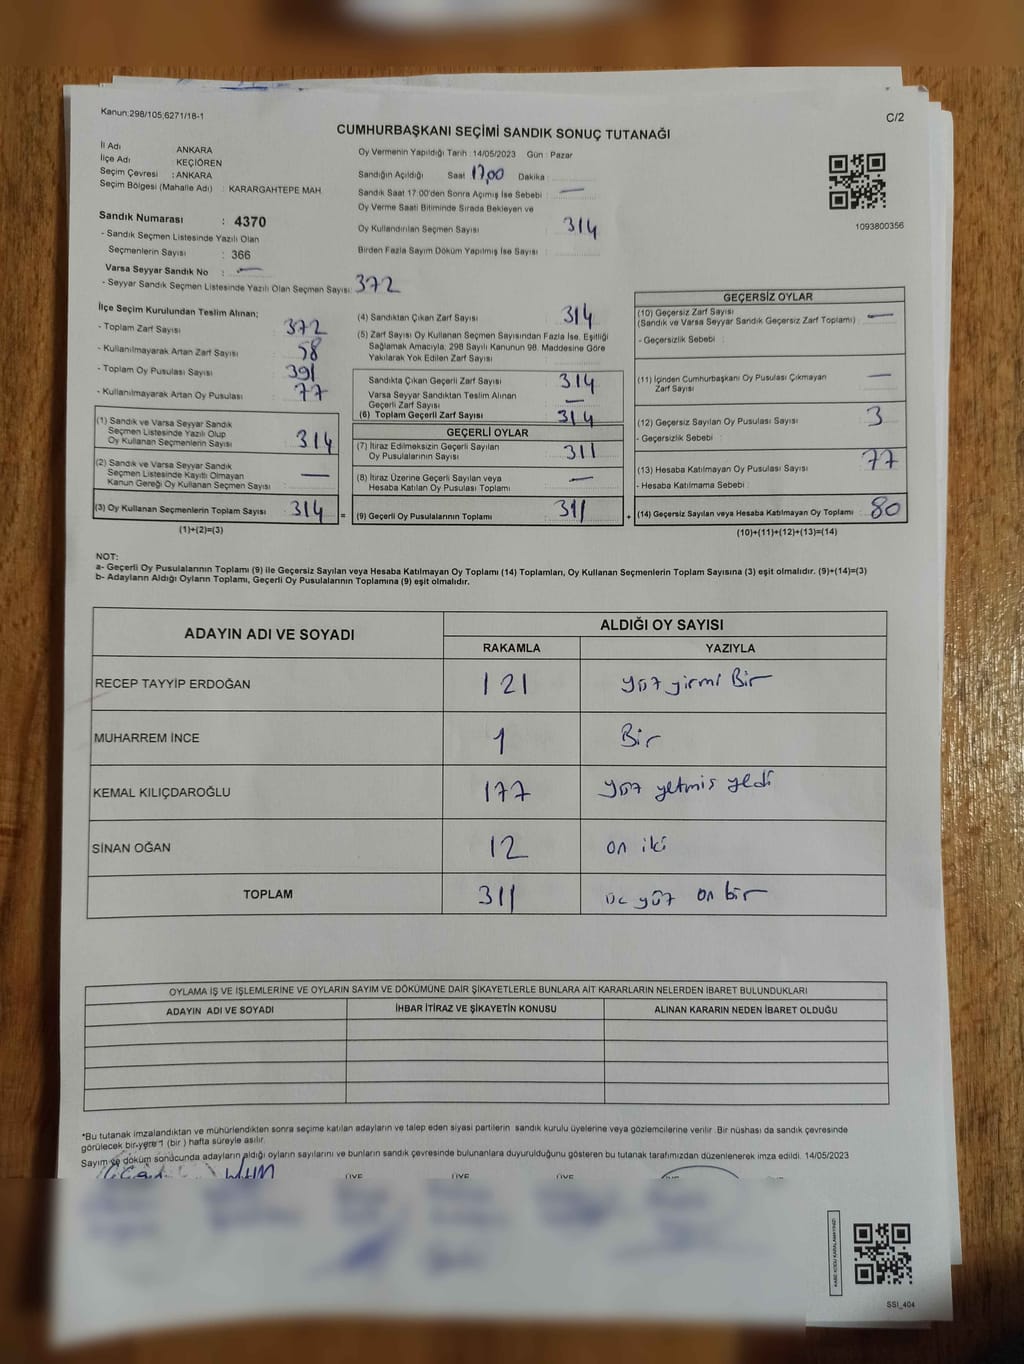 Kanun:298/105;6271/18-1
C/2
CUMHURBAŞKANI SEÇİMİ SANDIK SONUÇ TUTANAĞI
İl Adı ANKARA
İlçe Adı : KEÇİÖREN
Seçim Çevresi : ANKARA
Seçim Bölgesi (Mahalle Adı) : KARARGAHTEPE MAH.
Sandık Numarası : 4370
- Sandık Seçmen Listesinde Yazılı Olan
Seçmenlerin Sayısı : 366
Varsa Seyyar Sandık No : —
- Seyyar Sandık Seçmen Listesinde Yazılı Olan Seçmen Sayısı: 372
Oy Vermenin Yapıldığı Tarih : 14/05/2023 Gün : Pazar
Sandığın Açıldığı Saat 17,00 Dakika :
Sandık Saat 17:00'den Sonra Açımış İse Sebebi : —
Oy Verme Saati Bitiminde Sırada Bekleyen ve
Oy Kullandırılan Seçmen Sayısı : 314
Birden Fazla Sayım Döküm Yapılmış İse Sayısı :
1093800356
İlçe Seçim Kurulundan Teslim Alınan;
- Toplam Zarf Sayısı : 372
- Kullanılmayarak Artan Zarf Sayısı : 58
- Toplam Oy Pusulası Sayısı : 391
- Kullanılmayarak Artan Oy Pusulası : 77
(1) Sandık ve Varsa Seyyar Sandık
Seçmen Listesinde Yazılı Olup
Oy Kullanan Seçmenlerin Sayısı : 314
(2) Sandık ve Varsa Seyyar Sandık
Seçmen Listesinde Kayıtlı Olmayan
Kanun Gereği Oy Kullanan Seçmen Sayısı : —
(3) Oy Kullanan Seçmenlerin Toplam Sayısı : 314 =
(1)+(2)=(3)
(4) Sandıktan Çıkan Zarf Sayısı : 314
(5) Zarf Sayısı Oy Kullanan Seçmen Sayısından Fazla İse, Eşitliği
Sağlamak Amacıyla; 298 Sayılı Kanunun 98. Maddesine Göre
Yakılarak Yok Edilen Zarf Sayısı :
Sandıkta Çıkan Geçerli Zarf Sayısı : 314
Varsa Seyyar Sandıktan Teslim Alınan
Geçerli Zarf Sayısı : —
(6) Toplam Geçerli Zarf Sayısı : 314
GEÇERLİ OYLAR
(7) İtiraz Edilmeksizin Geçerli Sayılan
Oy Pusulalarının Sayısı : 311
(8) İtiraz Üzerine Geçerli Sayılan veya
Hesaba Katılan Oy Pusulası Toplamı : —
(9) Geçerli Oy Pusulalarının Toplamı : 311 +
GEÇERSİZ OYLAR
(10) Geçersiz Zarf Sayısı
(Sandık ve Varsa Seyyar Sandık Geçersiz Zarf Toplamı) : —
- Geçersizlik Sebebi :
(11) İçinden Cumhurbaşkanı Oy Pusulası Çıkmayan
Zarf Sayısı : —
(12) Geçersiz Sayılan Oy Pusulası Sayısı : 3
- Geçersizlik Sebebi :
(13) Hesaba Katılmayan Oy Pusulası Sayısı : 77
- Hesaba Katılmama Sebebi :
(14) Geçersiz Sayılan veya Hesaba Katılmayan Oy Toplamı : 80
(10)+(11)+(12)+(13)=(14)
NOT:
a- Geçerli Oy Pusulalarının Toplamı (9) ile Geçersiz Sayılan veya Hesaba Katılmayan Oy Toplamı (14) Toplamları, Oy Kullanan Seçmenlerin Toplam Sayısına (3) eşit olmalıdır. (9)+(14)=(3)
b- Adayların Aldığı Oyların Toplamı, Geçerli Oy Pusulalarının Toplamına (9) eşit olmalıdır.
ADAYIN ADI VE SOYADI ALDIĞI OY SAYISI
RAKAMLA YAZIYLA
RECEP TAYYİP ERDOĞAN 121 yüz yirmi Bir
MUHARREM İNCE 1 Bir
KEMAL KILIÇDAROĞLU 177 yüz yetmiş yedi
SİNAN OĞAN 12 on iki
TOPLAM 311 üç yüz on bir
OYLAMA İŞ VE İŞLEMLERİNE VE OYLARIN SAYIM VE DÖKÜMÜNE DAİR ŞİKAYETLERLE BUNLARA AİT KARARLARIN NELERDEN İBARET BULUNDUKLARI
ADAYIN ADI VE SOYADI İHBAR İTİRAZ VE ŞİKAYETİN KONUSU ALINAN KARARIN NEDEN İBARET OLDUĞU
*Bu tutanak imzalandıktan ve mühürlendikten sonra seçime katılan adayların ve talep eden siyasi partilerin sandık kurulu üyelerine veya gözlemcilerine verilir. Bir nüshası da sandık çevresinde
görülecek bir yere 1 (bir ) hafta süreyle asılır.
Sayım ve döküm sonucunda adayların aldığı oyların sayılarını ve bunların sandık çevresinde bulunanlara duyurulduğunu gösteren bu tutanak tarafımızdan düzenlenerek imza edildi. 14/05/2023
ÜYE ÜYE ÜYE
SSI_404